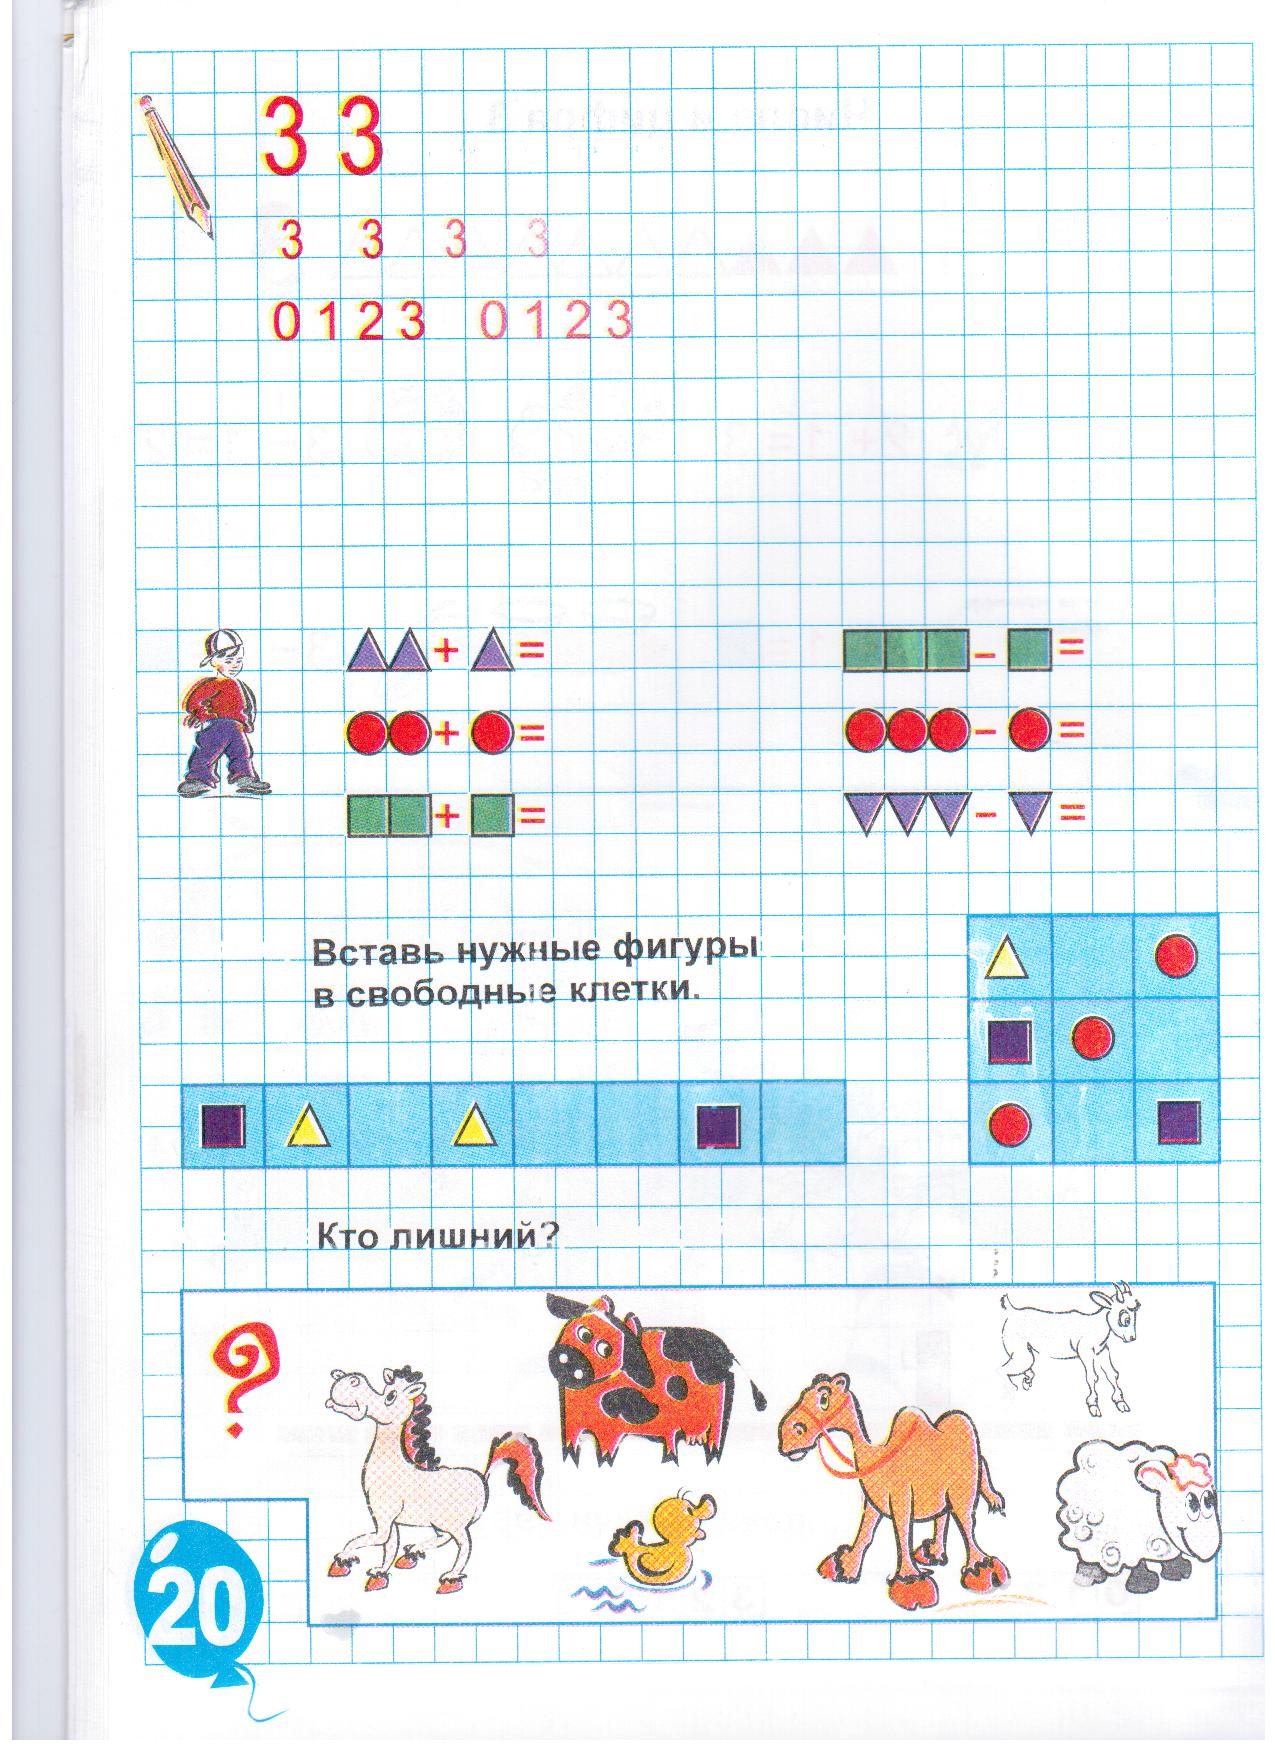 3 3
3 3 3 3
0 1 2 3 0 1 2 3
+ =
- =
+ =
- =
+ =
- =
Вставь нужные фигуры
в свободные клетки.
Кто лишний?
?
20